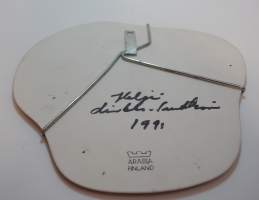 Heljä
Liukko-Sundström
1991
ARABIA
FINLAND